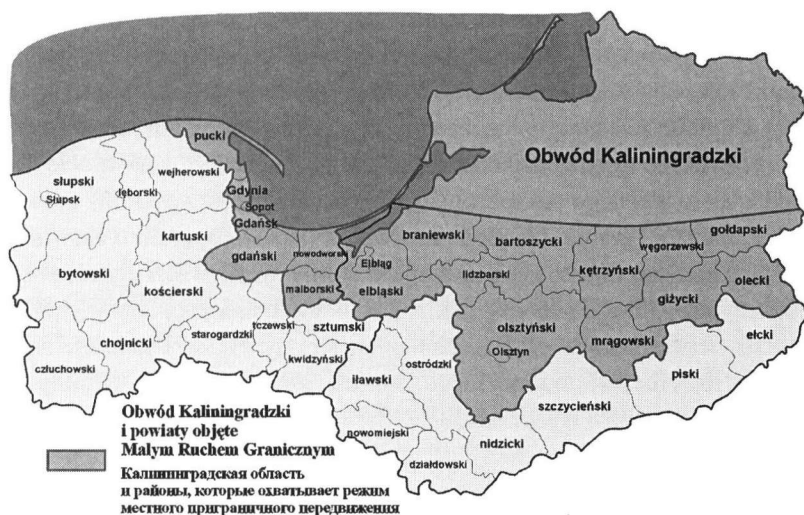 pucki
Obwód Kaliningradzki
słupski
Słupsk
lęborski
wejherowski
Gdynia
Sopot
Gdańsk
kartuski
gdański
nowodworski
malborski
Elbląg
elbląski
braniewski
bartoszycki
lidzbarski
kętrzyński
węgorzewski
gołdapski
giżycki
olecki
ełcki
bytowski
kościerski
chojnicki
człuchowski
starogardzki
tczewski
sztumski
kwidzyński
iławski
ostródzki
olsztyński
Olsztyn
mrągowski
piski
szczycieński
nidzicki
nowomiejski
działdowski
Obwód Kaliningradzki
i powiaty objęte
Małym Ruchem Granicznym
Калининградская область
и районы, которые охватывает режим
местного приграничного передвижения